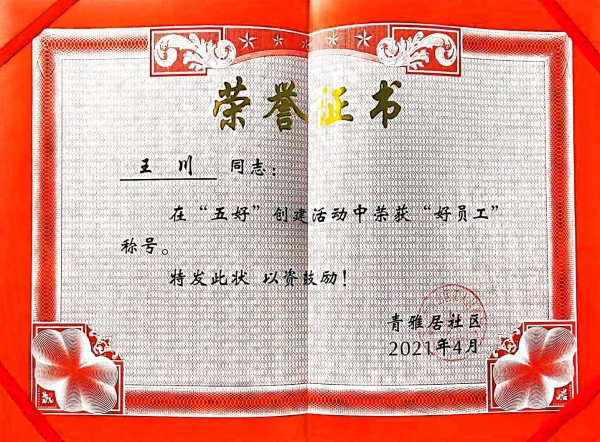 荣誉证书
王川 同志：
在“五好”创建活动中荣获“好员工”
称号。
特发此状 以资鼓励！
青雅居社区
2021年4月